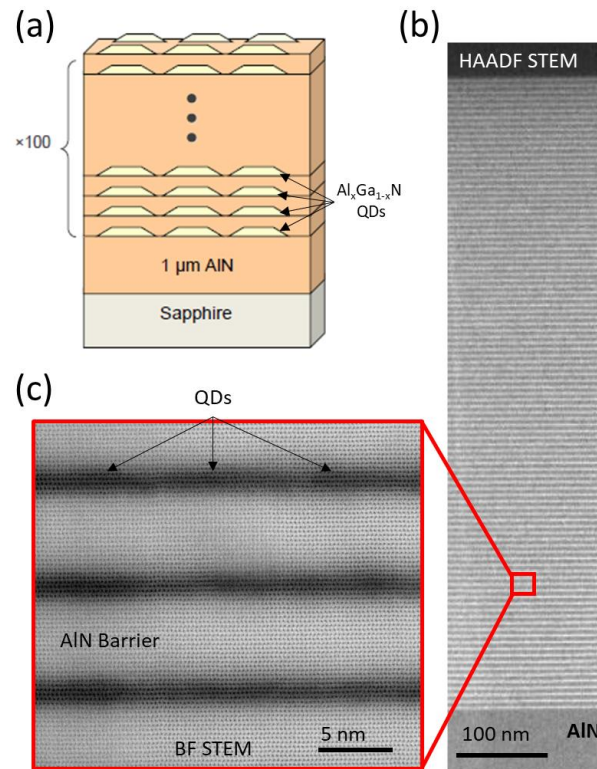 (a)
×100
AlxGa1-xN
QDs
1 µm AlN
Sapphire
(b)
HAADF STEM
100 nm
AlN
(c)
QDs
AlN Barrier
BF STEM
5 nm